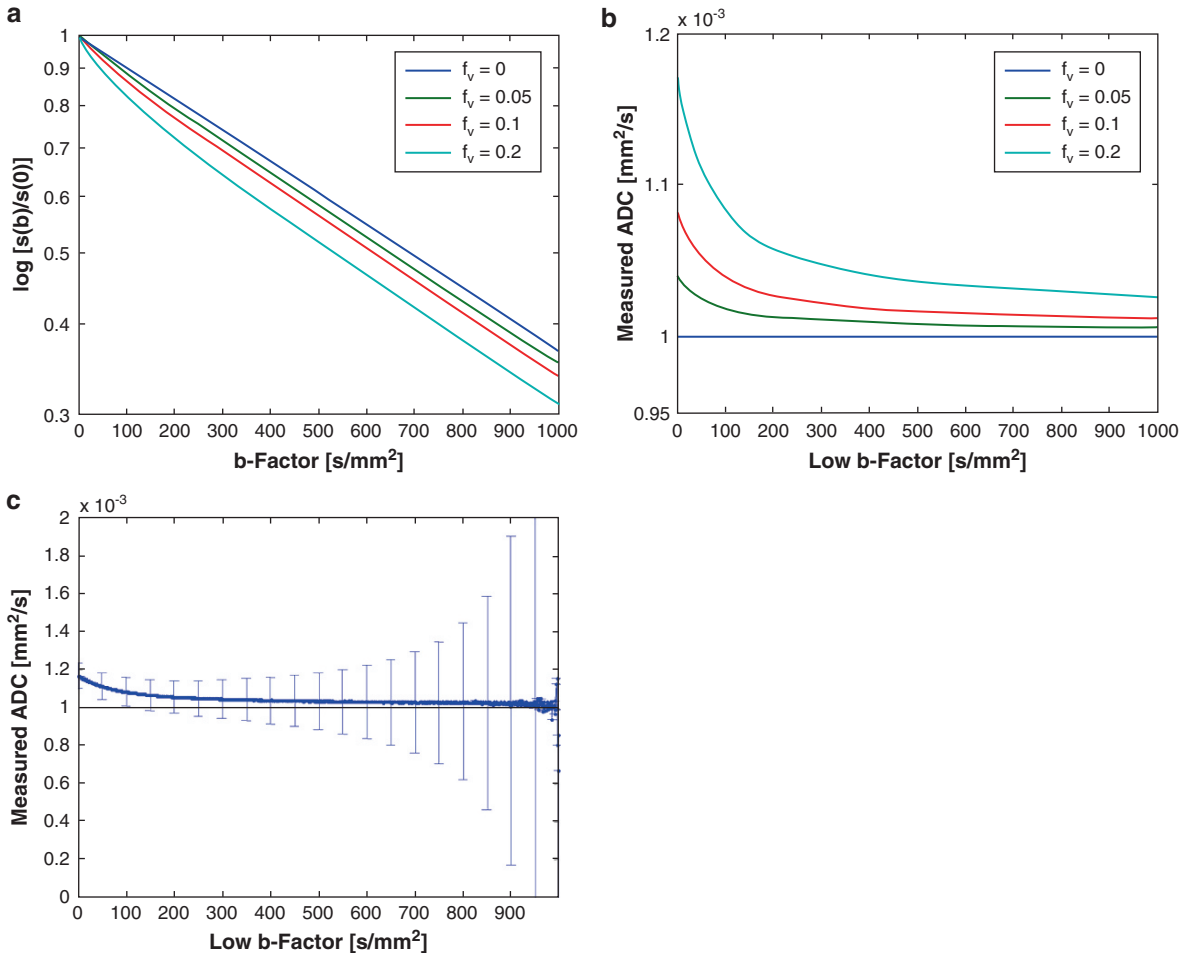 a
1
0.9
0.8
0.7
0.6
0.5
0.4
0.3
log [s(b)/s(0)]
f_v = 0
f_v = 0.05
f_v = 0.1
f_v = 0.2
0 100 200 300 400 500 600 700 800 900 1000
b-Factor [s/mm²]
b
x 10⁻³
1.2
1.1
1
0.95
Measured ADC [mm²/s]
f_v = 0
f_v = 0.05
f_v = 0.1
f_v = 0.2
0 100 200 300 400 500 600 700 800 900 1000
Low b-Factor [s/mm²]
c
x 10⁻³
2
1.8
1.6
1.4
1.2
1
0.8
0.6
0.4
0.2
0
Measured ADC [mm²/s]
0 100 200 300 400 500 600 700 800 900
Low b-Factor [s/mm²]